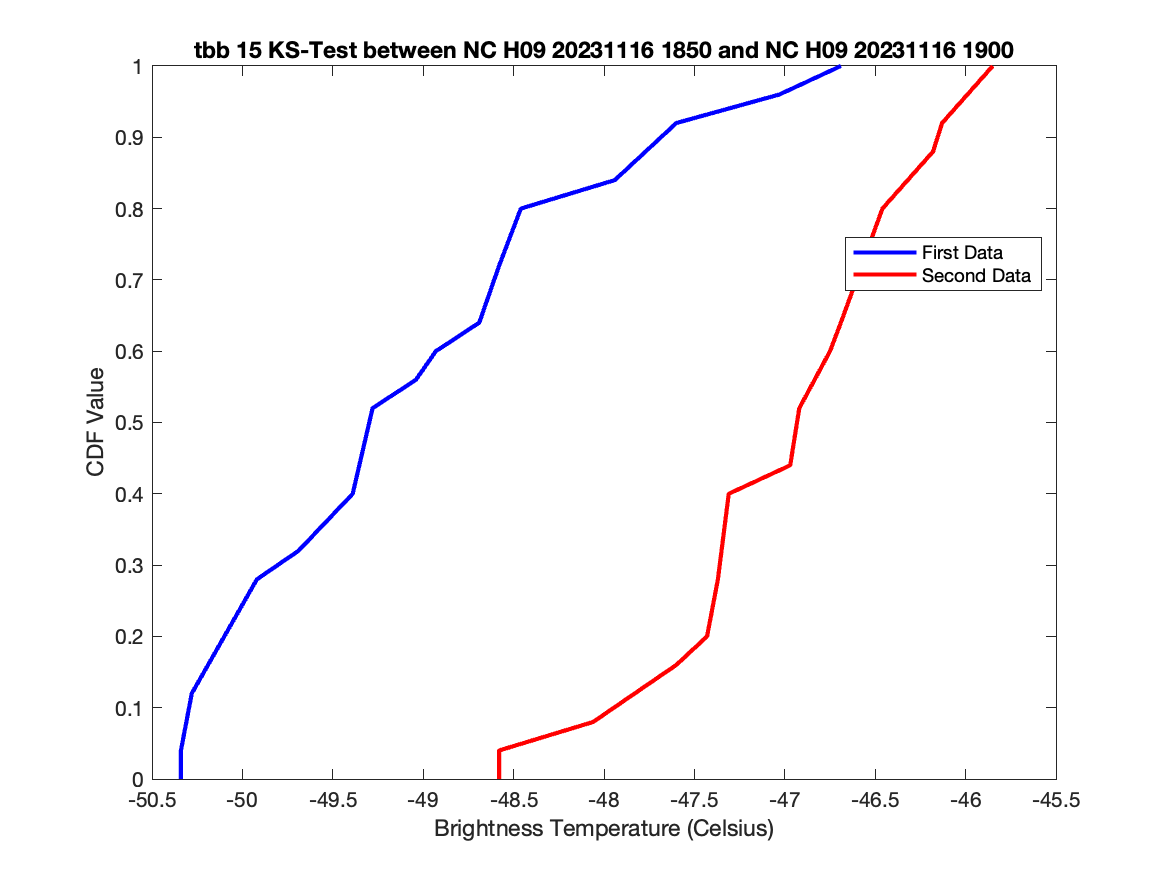 tbb 15 KS-Test between NC H09 20231116 1850 and NC H09 20231116 1900
1
0.9
0.8
0.7
0.6
0.5
0.4
0.3
0.2
0.1
0
CDF Value
First Data
Second Data
-50.5 -50 -49.5 -49 -48.5 -48 -47.5 -47 -46.5 -46 -45.5
Brightness Temperature (Celsius)